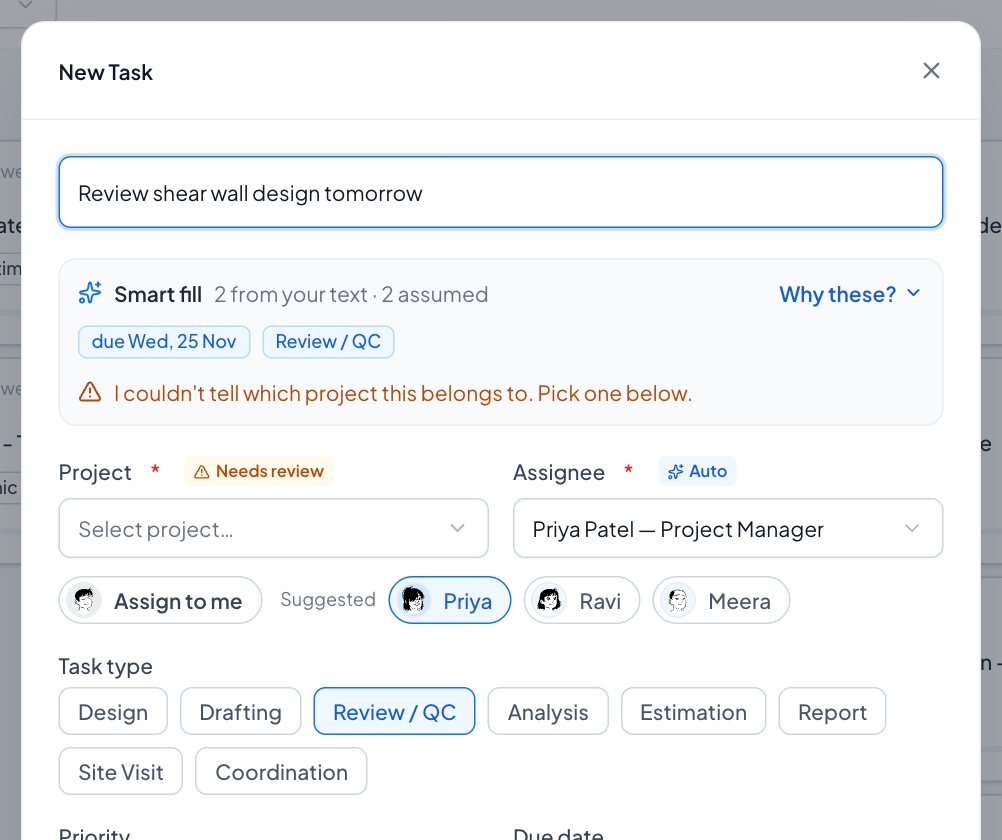 New Task
Review shear wall design tomorrow
Smart fill 2 from your text · 2 assumed Why these?
due Wed, 25 Nov Review / QC
I couldn't tell which project this belongs to. Pick one below.
Project * Needs review Assignee * Auto
Select project... Priya Patel — Project Manager
Assign to me Suggested Priya Ravi Meera
Task type
Design Drafting Review / QC Analysis Estimation Report
Site Visit Coordination
Priority Due date